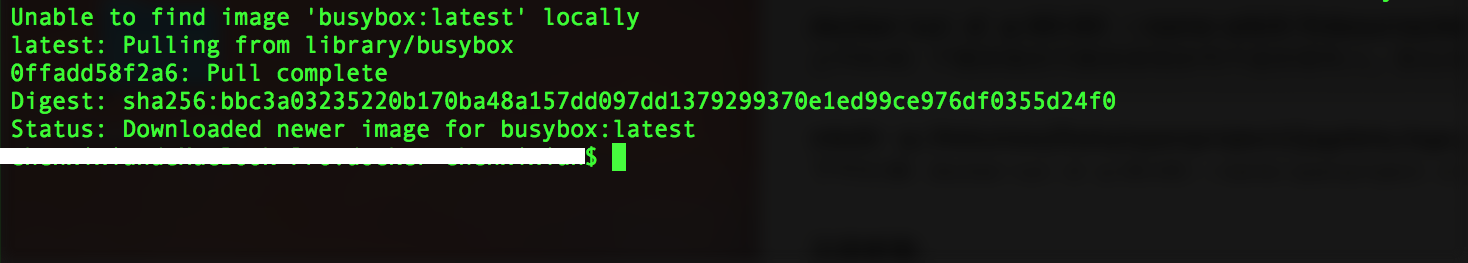 Unable to find image 'busybox:latest' locally
latest: Pulling from library/busybox
0ffadd58f2a6: Pull complete
Digest: sha256:bbc3a03235220b170ba48a157dd097dd1379299370e1ed99ce976df0355d24f0
Status: Downloaded newer image for busybox:latest
$